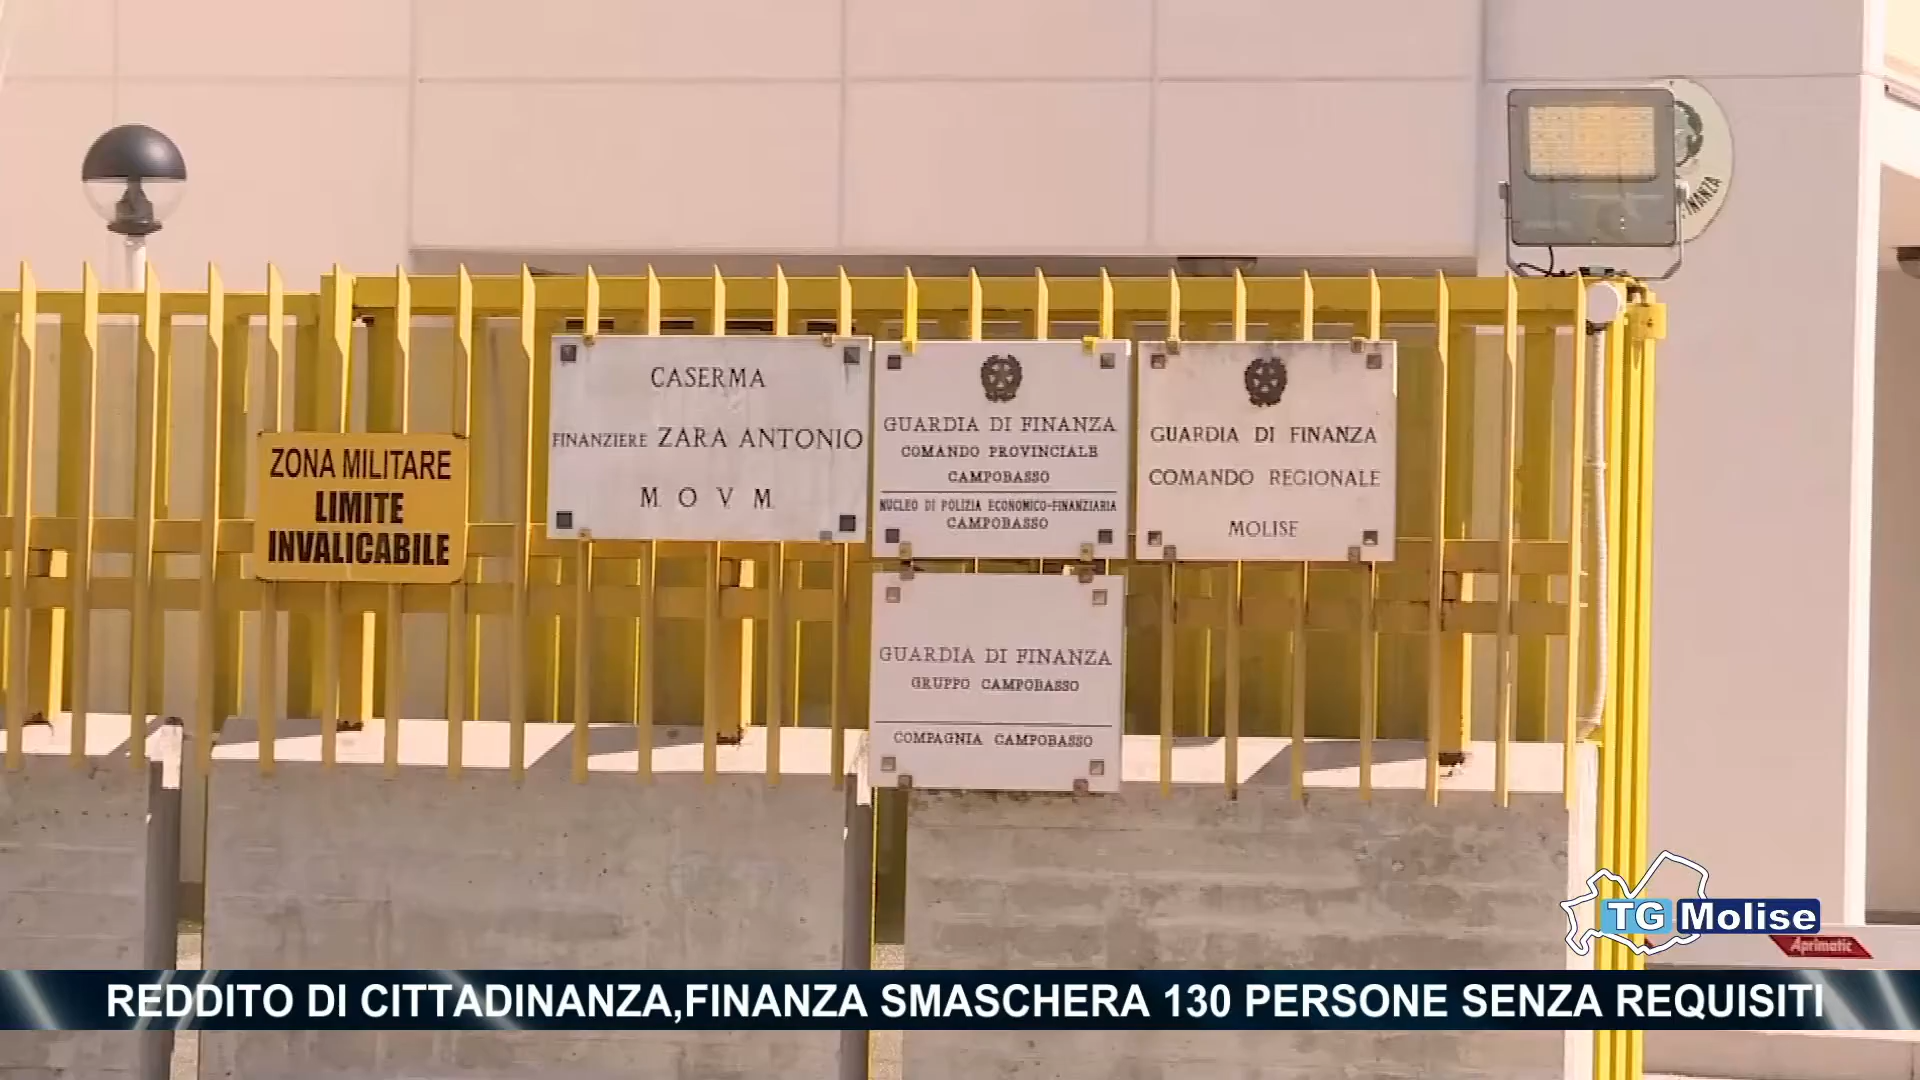 FINANZA
ZONA MILITARE
LIMITE
INVALICABILE
CASERMA
FINANZIERE ZARA ANTONIO
M. O. V. M.
GUARDIA DI FINANZA
COMANDO PROVINCIALE
CAMPOBASSO
NUCLEO DI POLIZIA ECONOMICO-FINANZIARIA
CAMPOBASSO
GUARDIA DI FINANZA
COMANDO REGIONALE
MOLISE
GUARDIA DI FINANZA
GRUPPO CAMPOBASSO
COMPAGNIA CAMPOBASSO
TG Molise
Aprimatic
REDDITO DI CITTADINANZA,FINANZA SMASCHERA 130 PERSONE SENZA REQUISITI